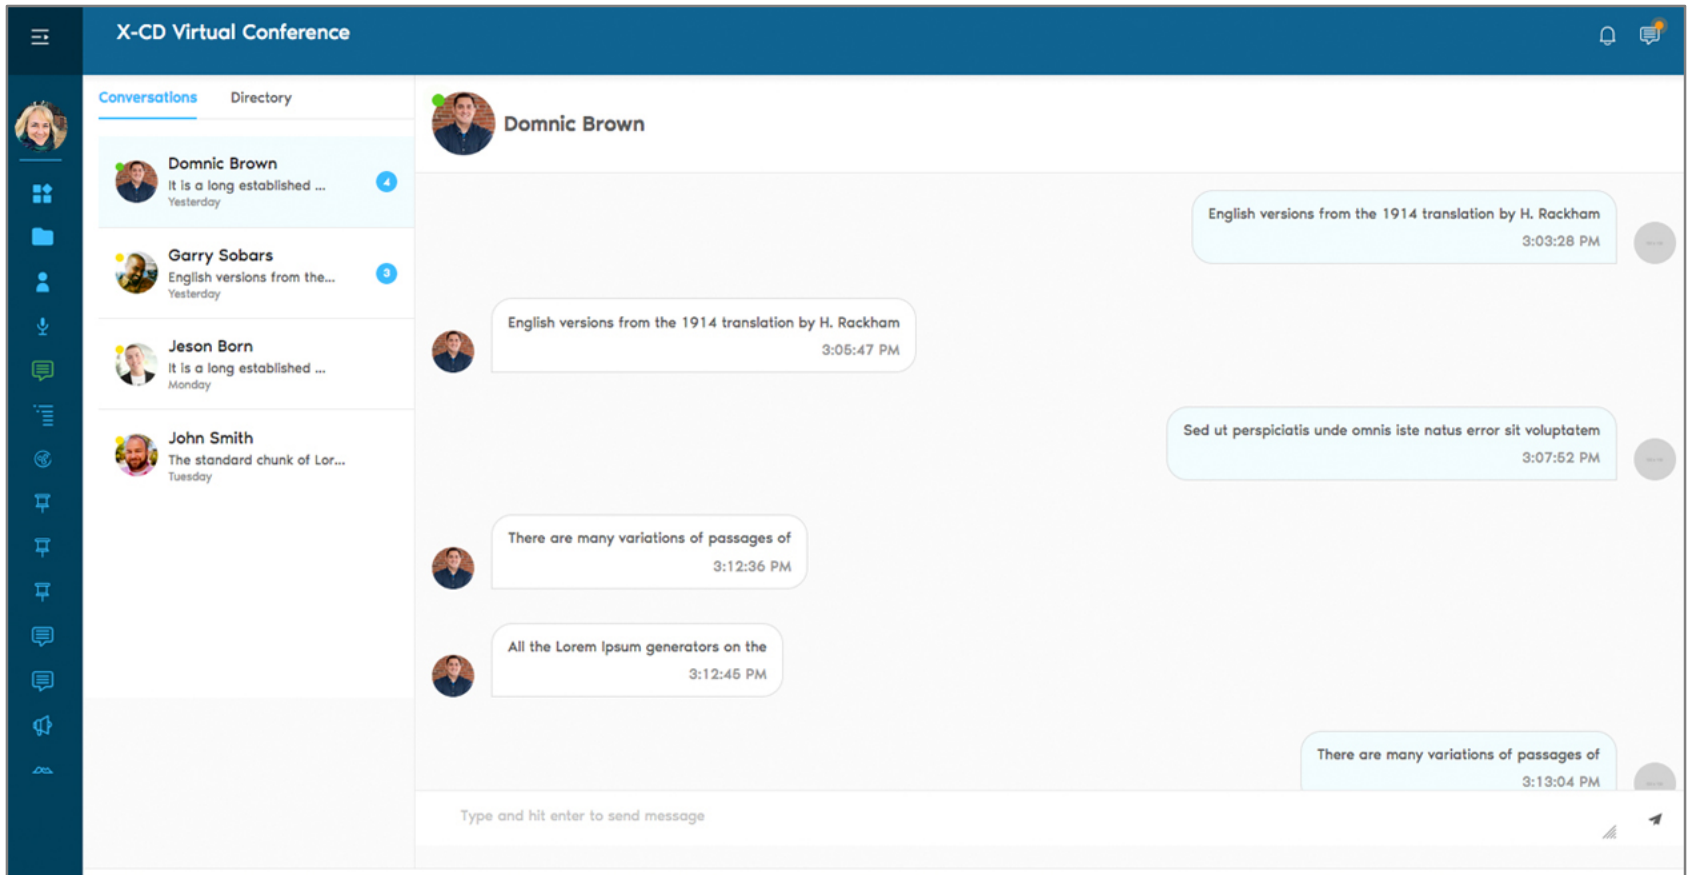 X-CD Virtual Conference
Conversations Directory
Domnic Brown
It is a long established ...
Yesterday
4
Garry Sobars
English versions from the...
Yesterday
3
Jeson Born
It is a long established ...
Monday
John Smith
The standard chunk of Lor...
Tuesday
Domnic Brown
English versions from the 1914 translation by H. Rackham
3:03:28 PM
English versions from the 1914 translation by H. Rackham
3:05:47 PM
Sed ut perspiciatis unde omnis iste natus error sit voluptatem
3:07:52 PM
There are many variations of passages of
3:12:36 PM
All the Lorem Ipsum generators on the
3:12:45 PM
There are many variations of passages of
3:13:04 PM
Type and hit enter to send message